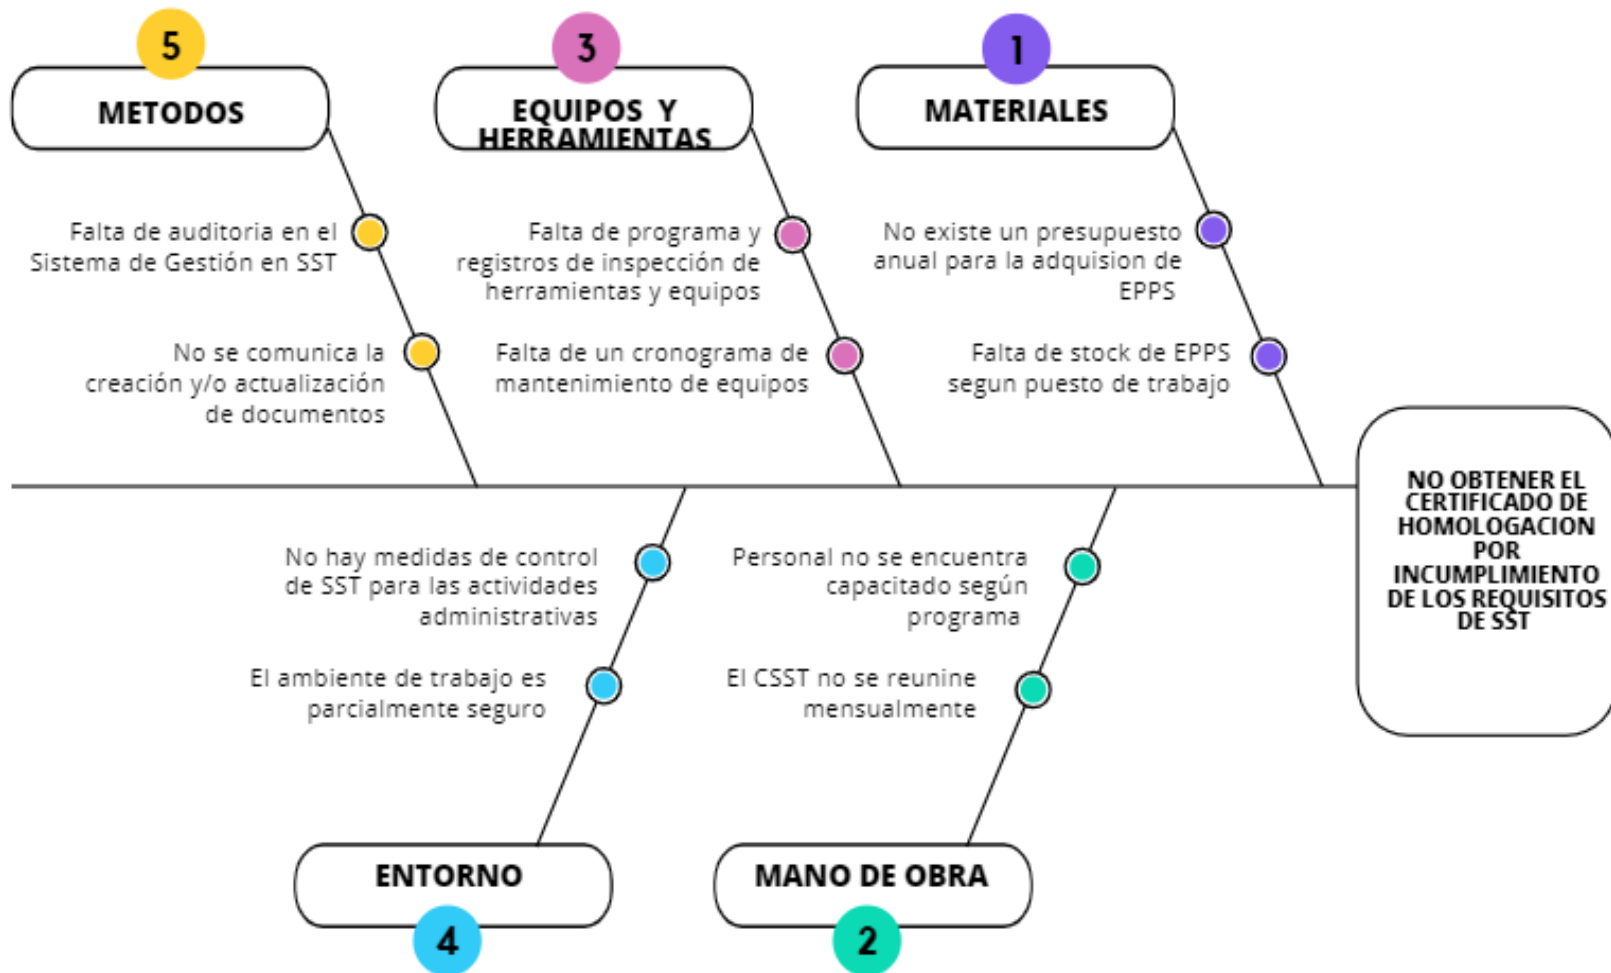 5
METODOS
Falta de auditoria en el
Sistema de Gestión en SST
No se comunica la
creación y/o actualización
de documentos
3
EQUIPOS Y
HERRAMIENTAS
Falta de programa y
registros de inspección de
herramientas y equipos
Falta de un cronograma de
mantenimiento de equipos
1
MATERIALES
No existe un presupuesto
anual para la adquision de
EPPS
Falta de stock de EPPS
segun puesto de trabajo
No hay medidas de control
de SST para las actividades
administrativas
El ambiente de trabajo es
parcialmente seguro
ENTORNO
4
Personal no se encuentra
capacitado según
programa
El CSST no se reunine
mensualmente
MANO DE OBRA
2
NO OBTENER EL
CERTIFICADO DE
HOMOLOGACION
POR
INCUMPLIMIENTO
DE LOS REQUISITOS
DE SST